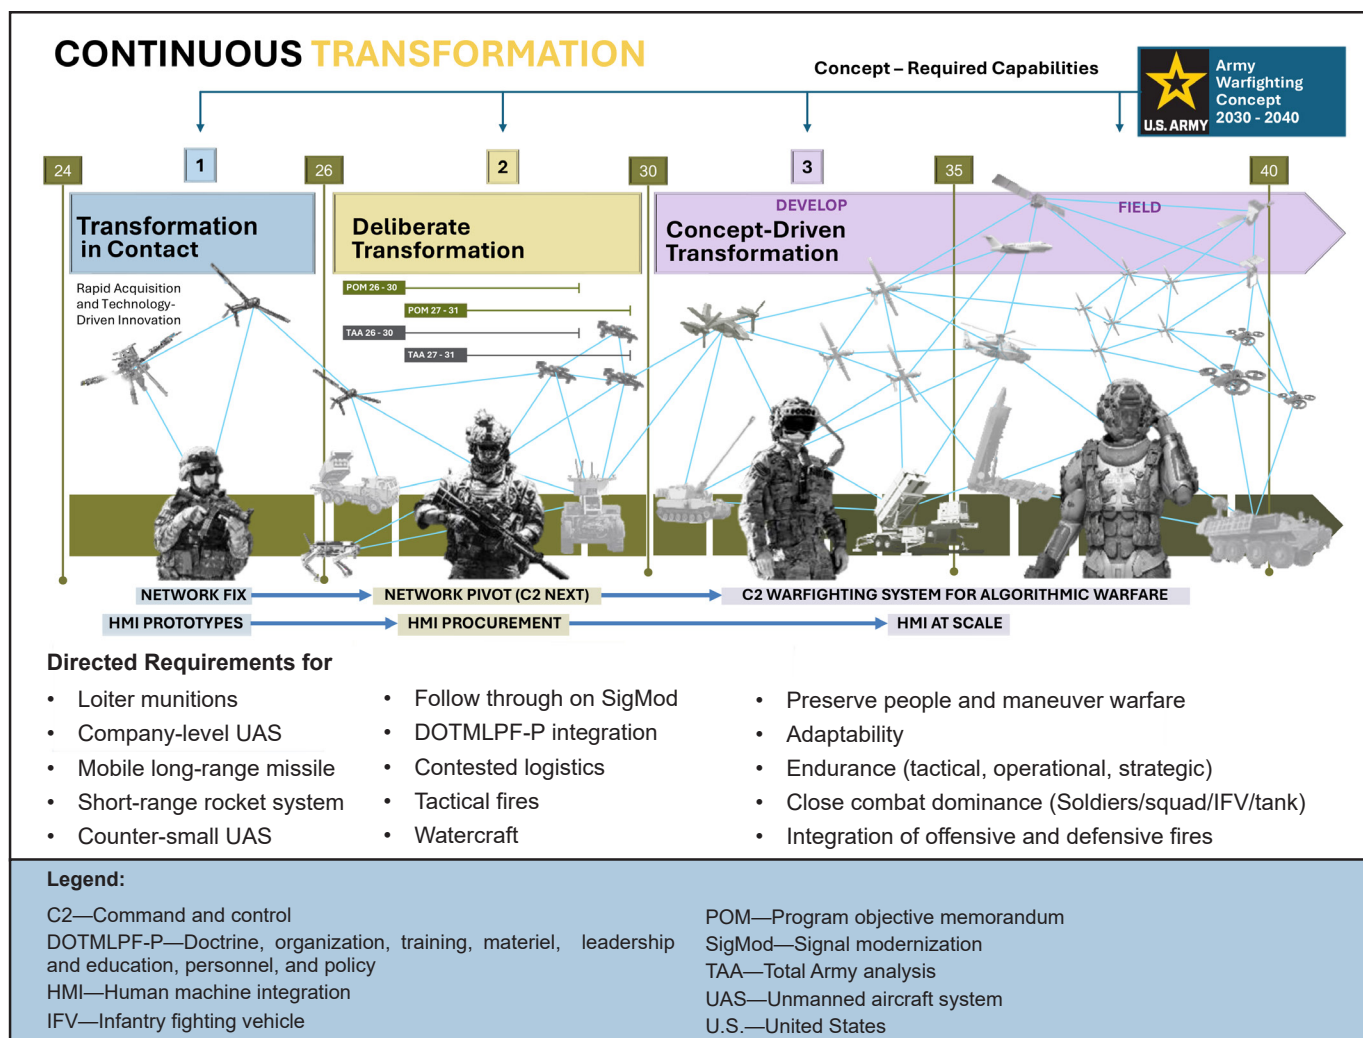 CONTINUOUS TRANSFORMATION
Concept – Required Capabilities
Army
Warfighting
Concept
2030 - 2040
U.S. ARMY
24
1
26
2
30
3
35
40
Transformation
in Contact
Deliberate
Transformation
DEVELOP
FIELD
Concept-Driven
Transformation
Rapid Acquisition
and Technology-
Driven Innovation
POM 26 - 30
POM 27 - 31
TAA 26 - 30
TAA 27 - 31
NETWORK FIX
NETWORK PIVOT (C2 NEXT)
C2 WARFIGHTING SYSTEM FOR ALGORITHMIC WARFARE
HMI PROTOTYPES
HMI PROCUREMENT
HMI AT SCALE
Directed Requirements for
• Loiter munitions
• Company-level UAS
• Mobile long-range missile
• Short-range rocket system
• Counter-small UAS
• Follow through on SigMod
• DOTMLPF-P integration
• Contested logistics
• Tactical fires
• Watercraft
• Preserve people and maneuver warfare
• Adaptability
• Endurance (tactical, operational, strategic)
• Close combat dominance (Soldiers/squad/IFV/tank)
• Integration of offensive and defensive fires
Legend:
C2—Command and control
DOTMLPF-P—Doctrine, organization, training, materiel, leadership
and education, personnel, and policy
HMI—Human machine integration
IFV—Infantry fighting vehicle
POM—Program objective memorandum
SigMod—Signal modernization
TAA—Total Army analysis
UAS—Unmanned aircraft system
U.S.—United States